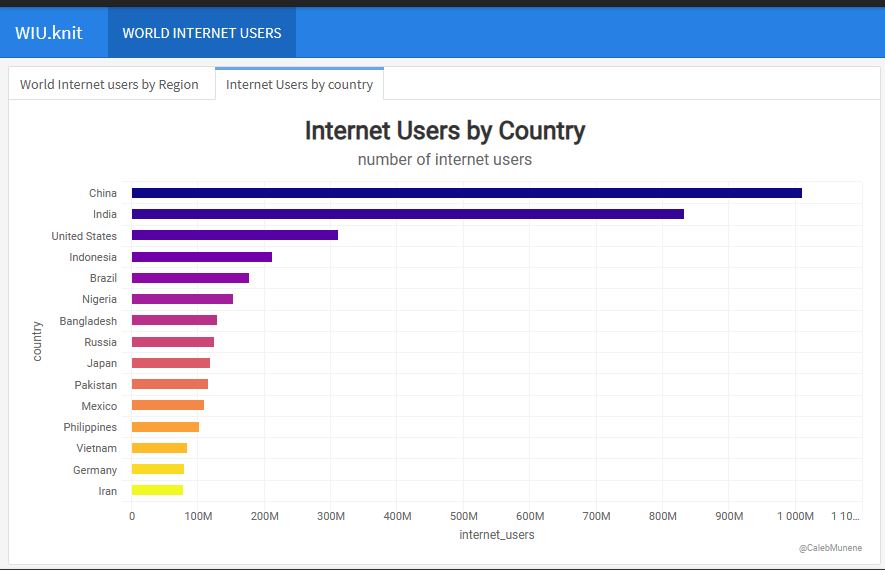 WIU.knit WORLD INTERNET USERS
World Internet users by Region Internet Users by country
Internet Users by Country
number of internet users
China
India
United States
Indonesia
Brazil
Nigeria
Bangladesh
Russia
Japan
Pakistan
Mexico
Philippines
Vietnam
Germany
Iran
country
0 100M 200M 300M 400M 500M 600M 700M 800M 900M 1 000M 1 10…
internet_users
@CalebMunene